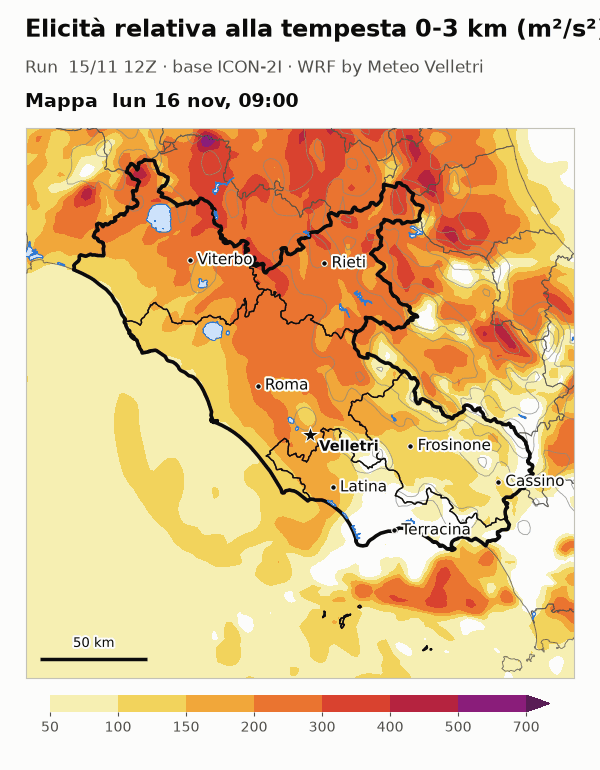 Elicità relativa alla tempesta 0-3 km (m²/s²)
Run 15/11 12Z · base ICON-2I · WRF by Meteo Velletri
Mappa lun 16 nov, 09:00
Viterbo
Rieti
Roma
Velletri
Frosinone
Cassino
Latina
Terracina
50 km
50 100 150 200 300 400 500 700